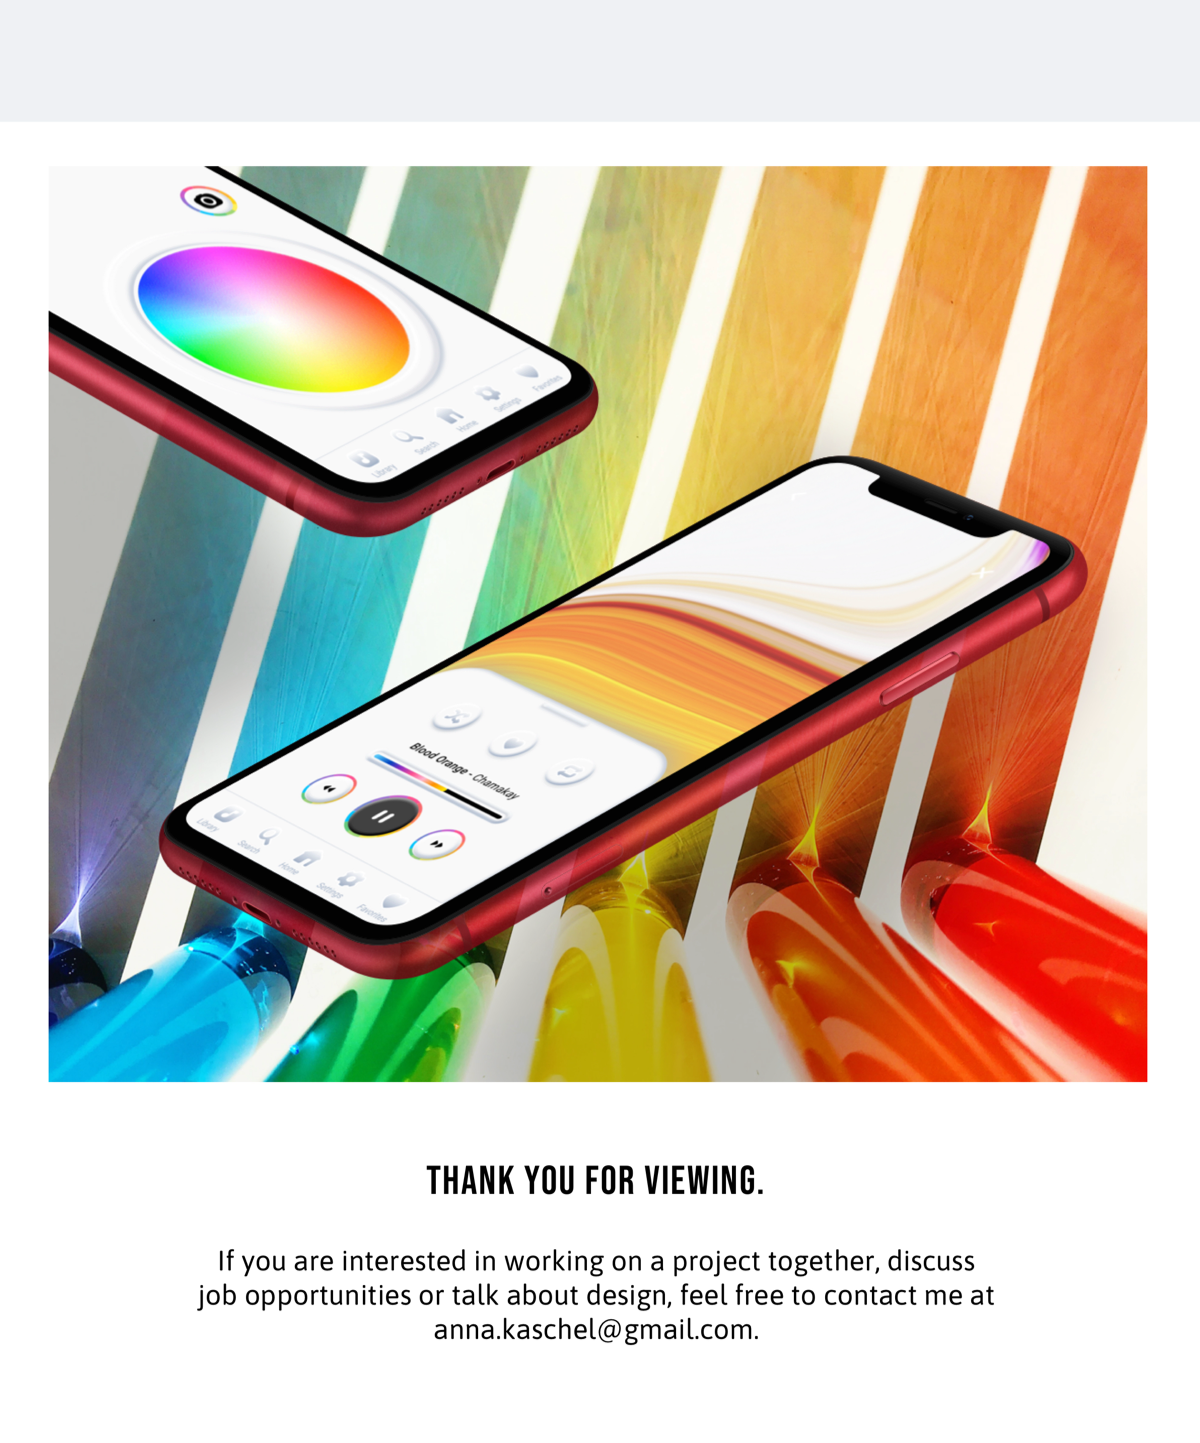 Library
Search
Home
Settings
Favorites
Blood Orange - Chamakay
Library
Search
Home
Settings
Favorites
THANK YOU FOR VIEWING.
If you are interested in working on a project together, discuss
job opportunities or talk about design, feel free to contact me at
anna.kaschel@gmail.com.